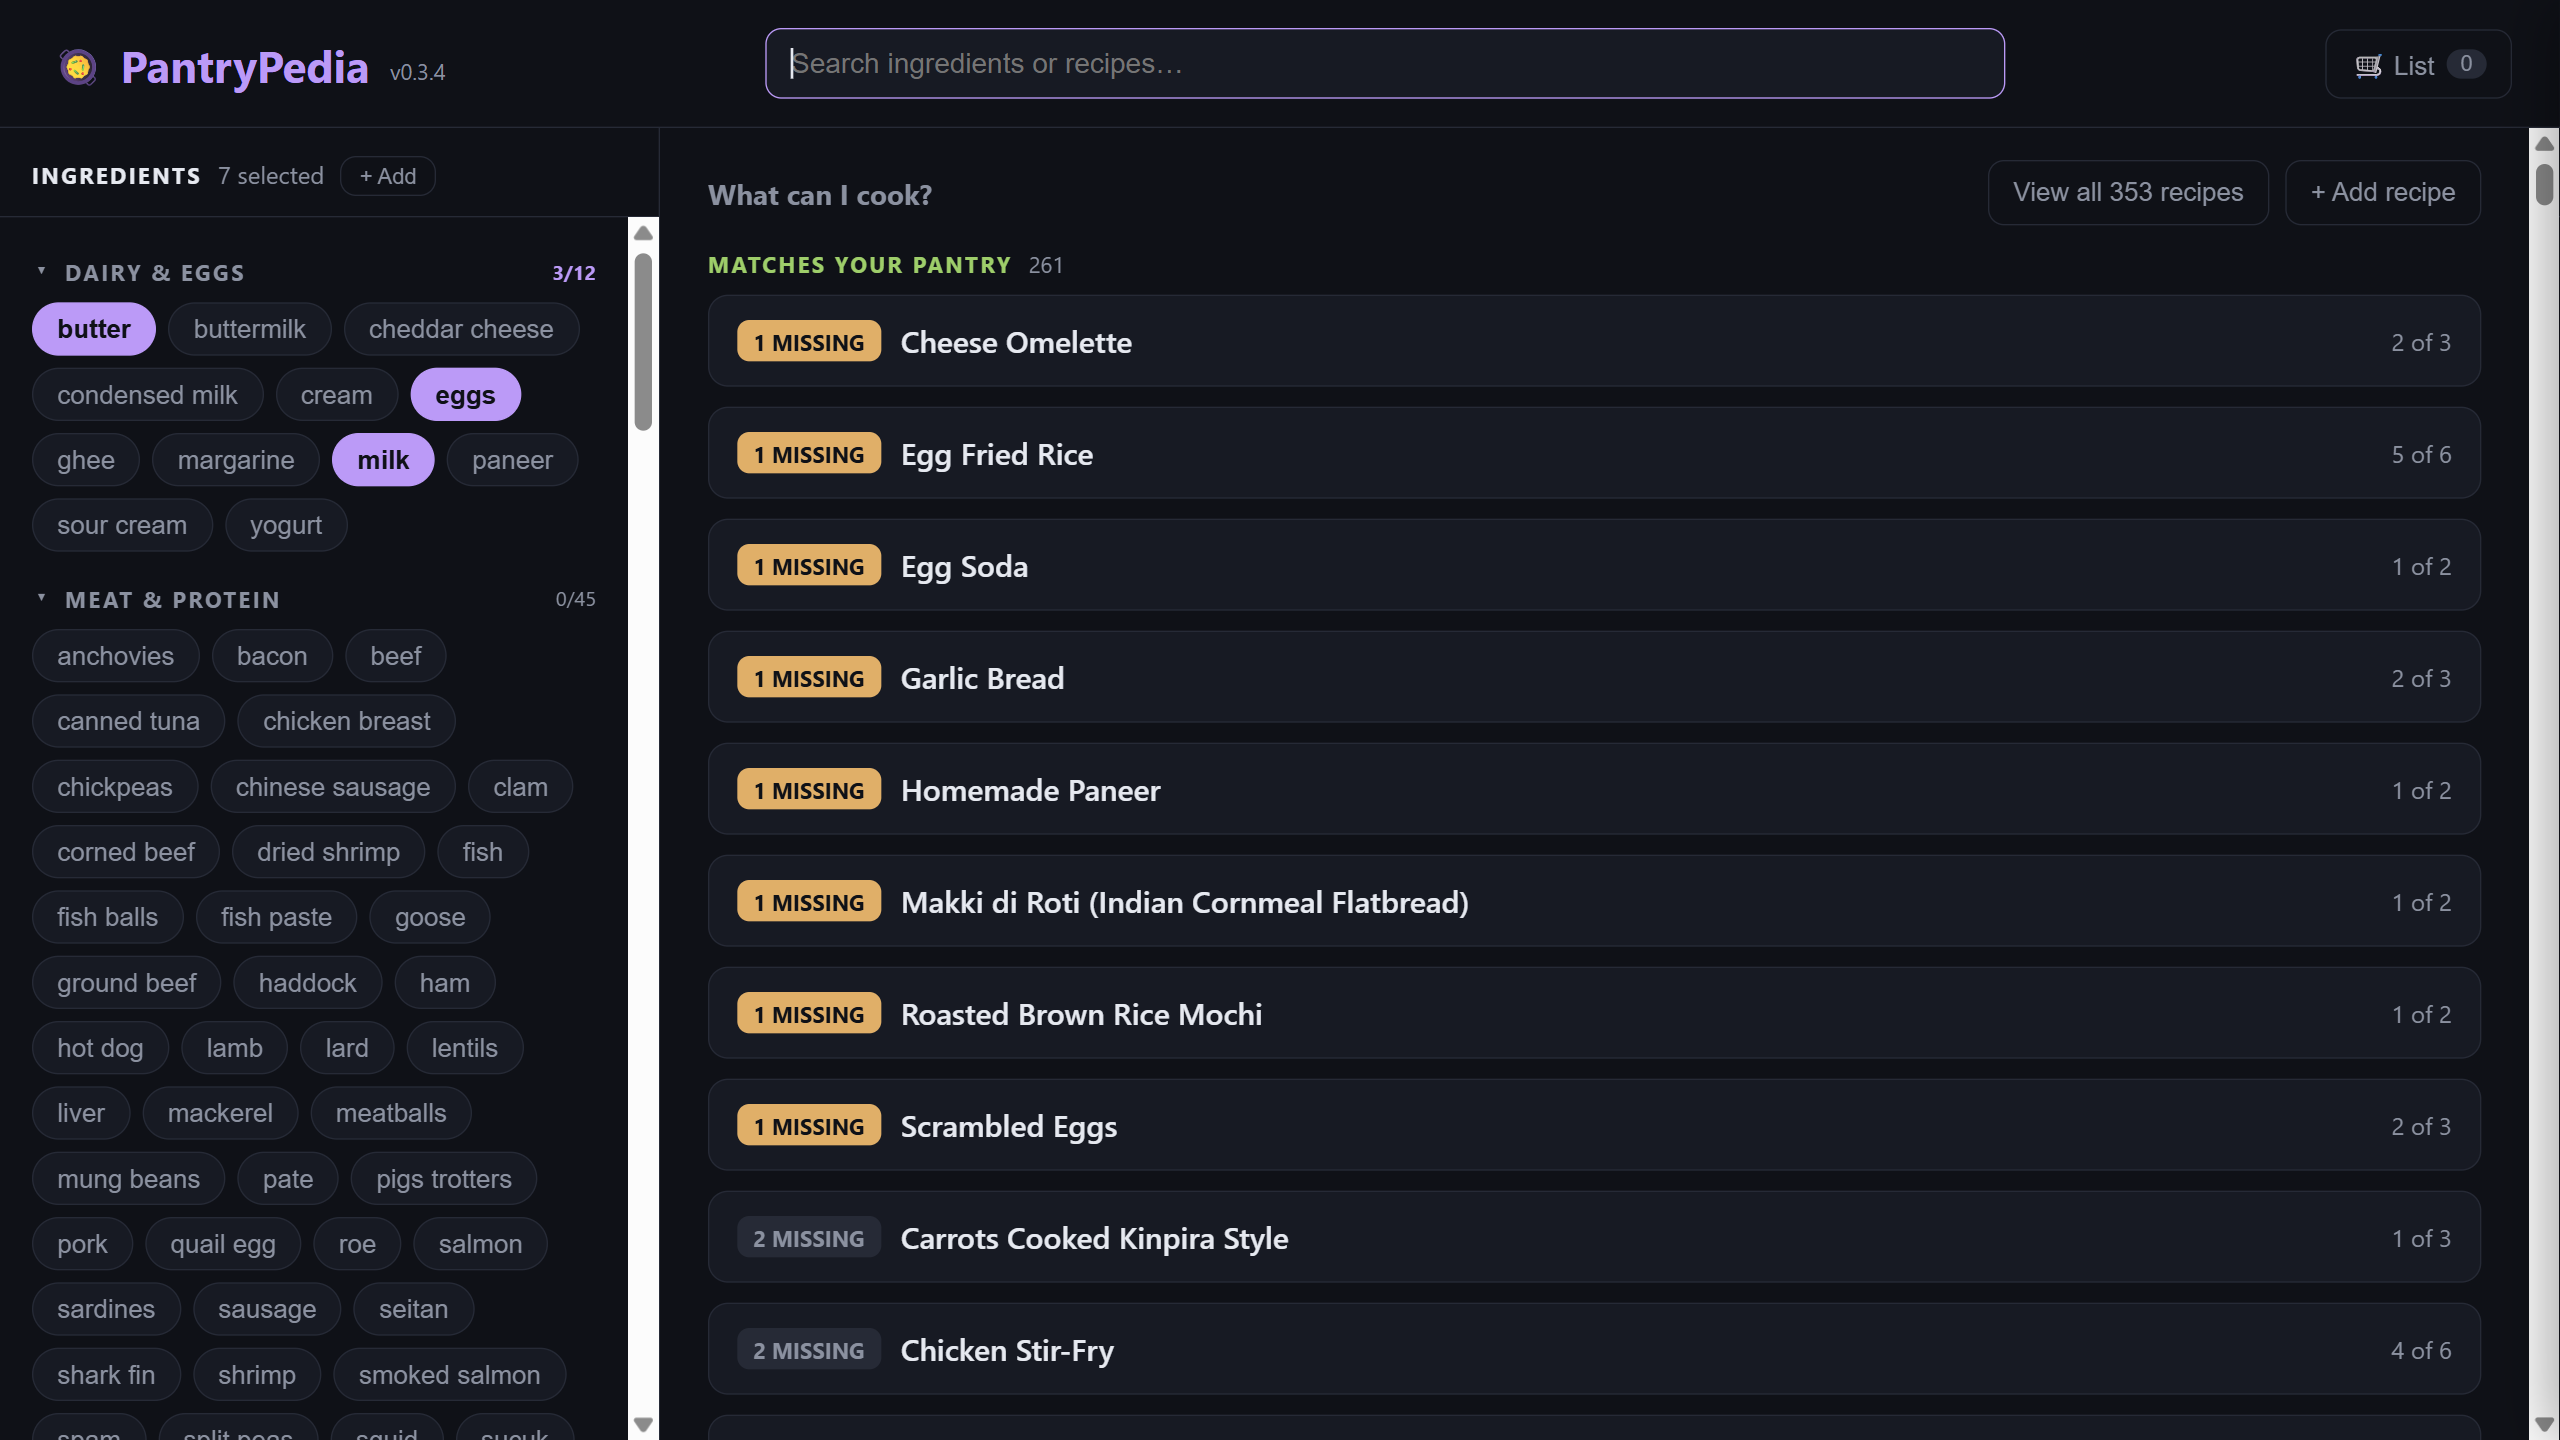 PantryPedia v0.3.4
Search ingredients or recipes…
List 0
INGREDIENTS 7 selected + Add
DAIRY & EGGS 3/12
butter buttermilk cheddar cheese
condensed milk cream eggs
ghee margarine milk paneer
sour cream yogurt
MEAT & PROTEIN 0/45
anchovies bacon beef
canned tuna chicken breast
chickpeas chinese sausage clam
corned beef dried shrimp fish
fish balls fish paste goose
ground beef haddock ham
hot dog lamb lard lentils
liver mackerel meatballs
mung beans pate pigs trotters
pork quail egg roe salmon
sardines sausage seitan
shark fin shrimp smoked salmon
spam split peas squid sucuk
What can I cook?
View all 353 recipes
+ Add recipe
MATCHES YOUR PANTRY 261
1 MISSING Cheese Omelette 2 of 3
1 MISSING Egg Fried Rice 5 of 6
1 MISSING Egg Soda 1 of 2
1 MISSING Garlic Bread 2 of 3
1 MISSING Homemade Paneer 1 of 2
1 MISSING Makki di Roti (Indian Cornmeal Flatbread) 1 of 2
1 MISSING Roasted Brown Rice Mochi 1 of 2
1 MISSING Scrambled Eggs 2 of 3
2 MISSING Carrots Cooked Kinpira Style 1 of 3
2 MISSING Chicken Stir-Fry 4 of 6